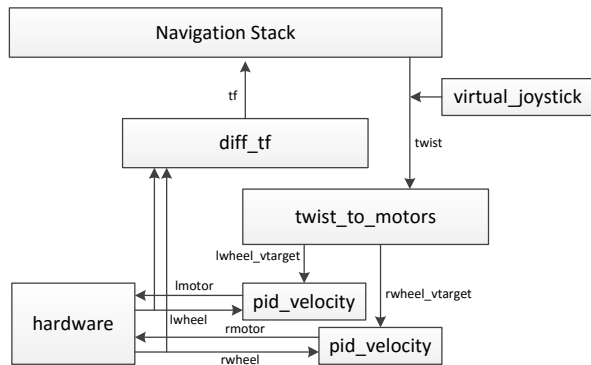 Navigation Stack
tf
virtual_joystick
diff_tf
twist
twist_to_motors
lwheel_vtarget
lmotor
pid_velocity
rwheel_vtarget
hardware
lwheel
rmotor
pid_velocity
rwheel